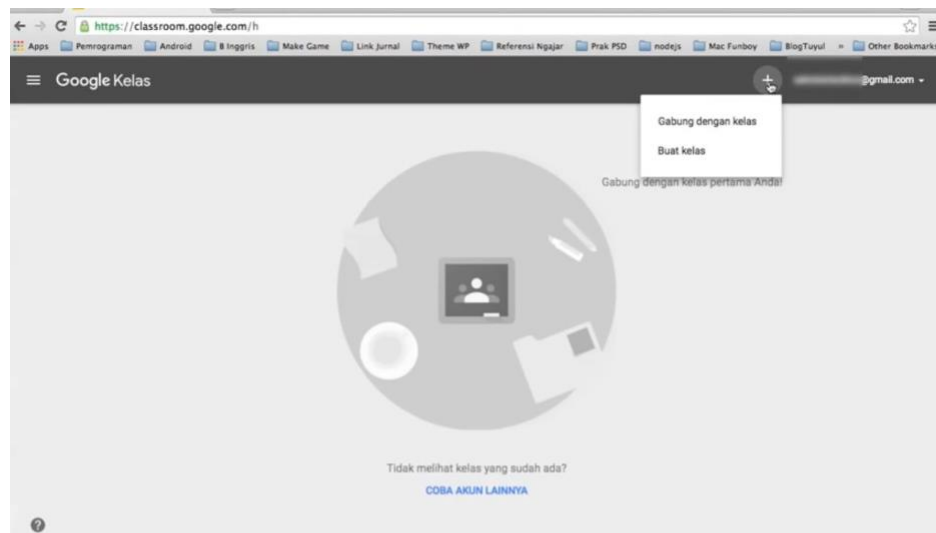 https://classroom.google.com/h
Apps Pemrograman Android B Inggris Make Game Link Jurnal Theme WP Referensi Ngajar Prak PSD nodejs Mac Funboy BlogTuyul » Other Bookmarks
Google Kelas
@gmail.com
Gabung dengan kelas
Buat kelas
Gabung dengan kelas pertama Anda!
Tidak melihat kelas yang sudah ada?
COBA AKUN LAINNYA
?